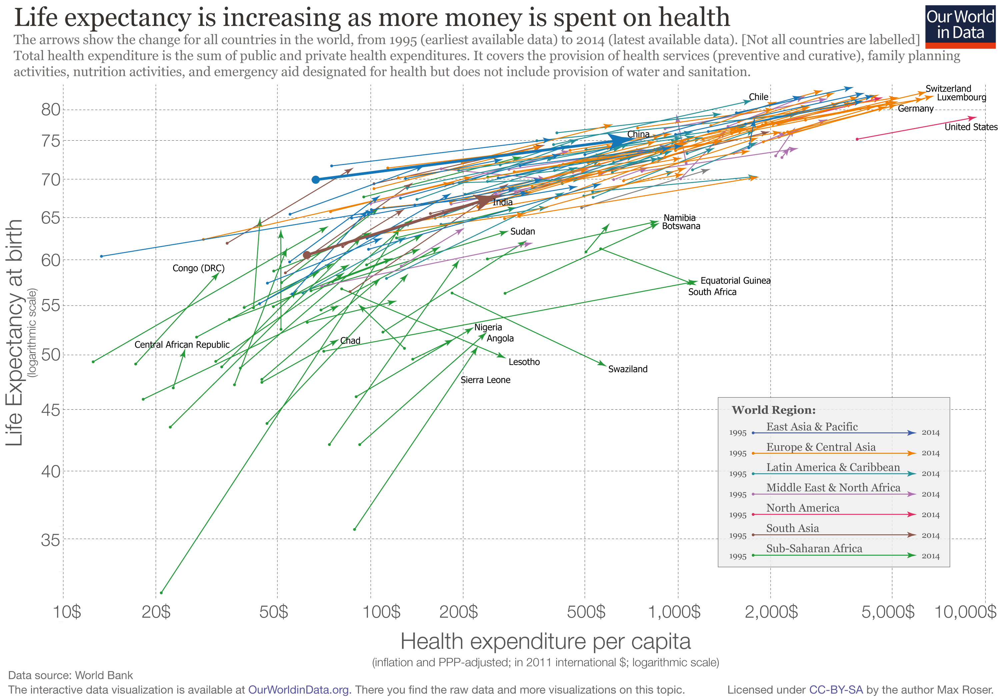 Life expectancy is increasing as more money is spent on health
Our World
in Data
The arrows show the change for all countries in the world, from 1995 (earliest available data) to 2014 (latest available data). [Not all countries are labelled]
Total health expenditure is the sum of public and private health expenditures. It covers the provision of health services (preventive and curative), family planning
activities, nutrition activities, and emergency aid designated for health but does not include provision of water and sanitation.
Life Expectancy at birth
(logarithmic scale)
80
75
70
65
60
55
50
45
40
35
Switzerland
Chile
Luxembourg
Germany
United States
China
India
Namibia
Botswana
Sudan
Congo (DRC)
Equatorial Guinea
South Africa
Nigeria
Angola
Chad
Central African Republic
Lesotho
Swaziland
Sierra Leone
World Region:
1995 East Asia & Pacific 2014
1995 Europe & Central Asia 2014
1995 Latin America & Caribbean 2014
1995 Middle East & North Africa 2014
1995 North America 2014
1995 South Asia 2014
1995 Sub-Saharan Africa 2014
10$ 20$ 50$ 100$ 200$ 500$ 1,000$ 2,000$ 5,000$ 10,000$
Health expenditure per capita
(inflation and PPP-adjusted; in 2011 international $; logarithmic scale)
Data source: World Bank
The interactive data visualization is available at OurWorldinData.org. There you find the raw data and more visualizations on this topic.
Licensed under CC-BY-SA by the author Max Roser.